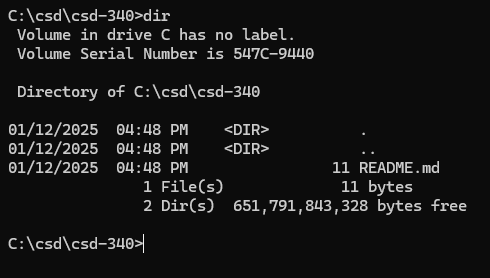 C:\csd\csd-340>dir
 Volume in drive C has no label.
 Volume Serial Number is 547C-9440

 Directory of C:\csd\csd-340

01/12/2025  04:48 PM    <DIR>          .
01/12/2025  04:48 PM    <DIR>          ..
01/12/2025  04:48 PM                11 README.md
               1 File(s)             11 bytes
               2 Dir(s)  651,791,843,328 bytes free

C:\csd\csd-340>